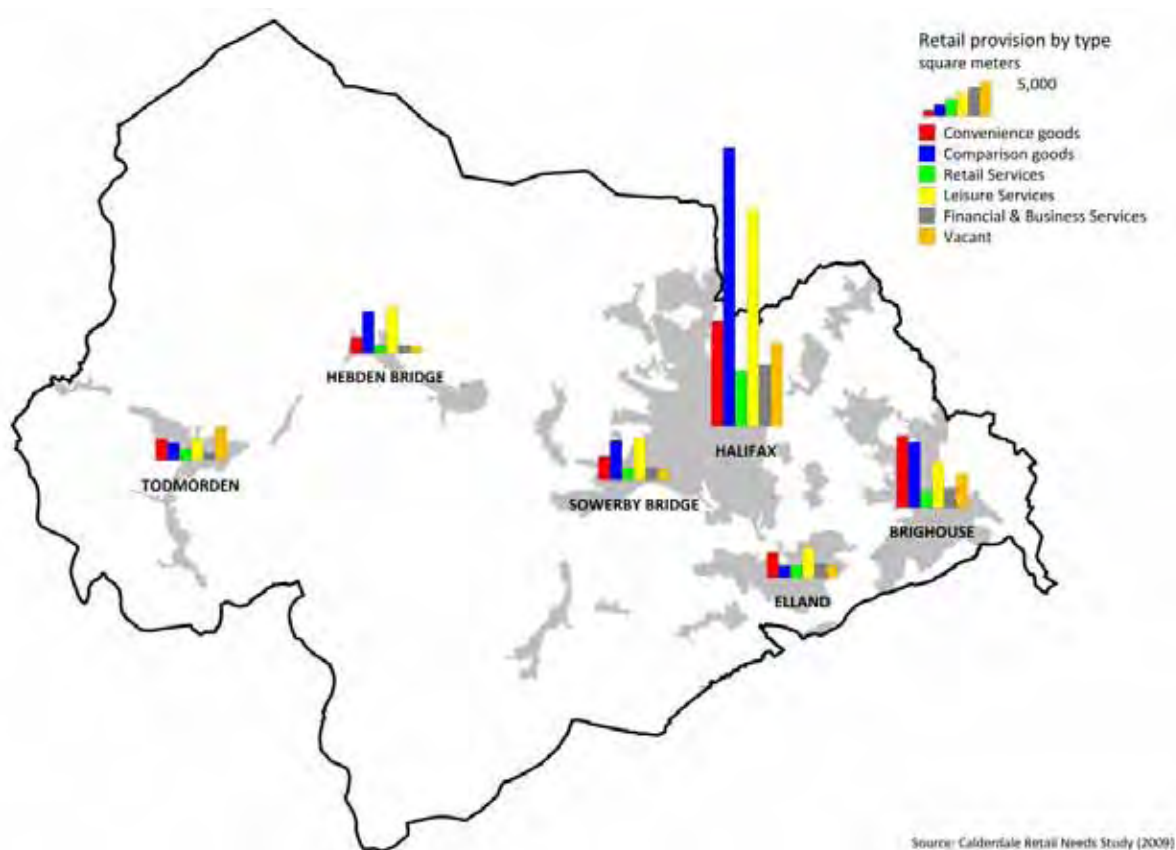 Retail provision by type
square meters
5,000
Convenience goods
Comparison goods
Retail Services
Leisure Services
Financial & Business Services
Vacant
HEBDEN BRIDGE
TODMORDEN
HALIFAX
SOWERBY BRIDGE
BRIGHOUSE
ELLAND
Source: Calderdale Retail Needs Study (2009)